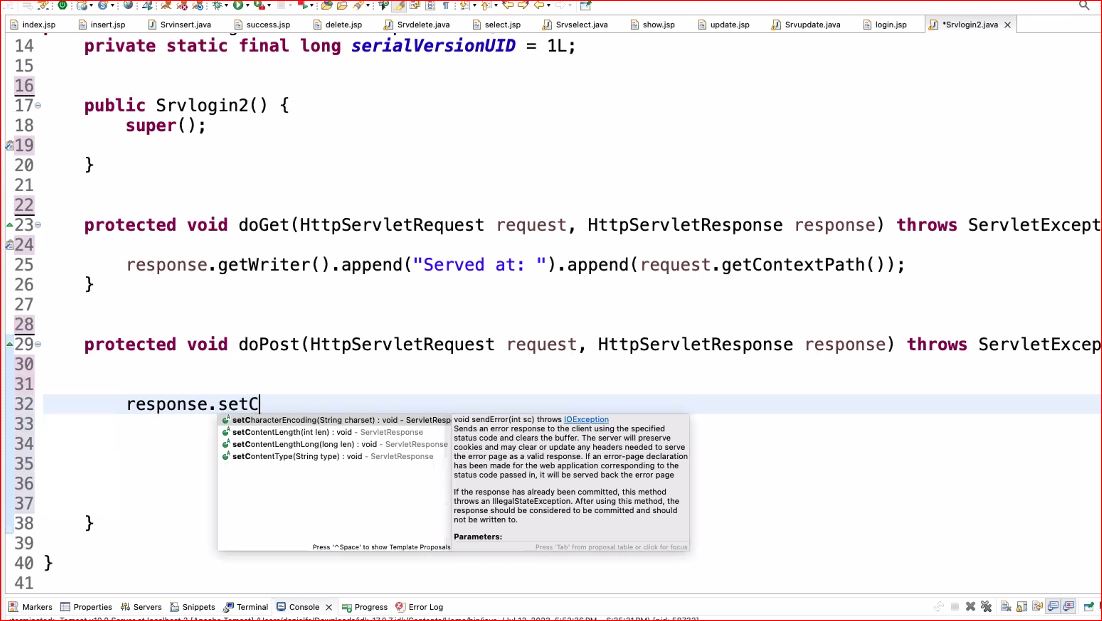 index.jsp insert.jsp Srvinsert.java success.jsp delete.jsp Srvdelete.java select.jsp Srvselect.java show.jsp update.jsp Srvupdate.java login.jsp *Srvlogin2.java
14 private static final long serialVersionUID = 1L;
15
16
17 public Srvlogin2() {
18 super();
19
20 }
21
22
23 protected void doGet(HttpServletRequest request, HttpServletResponse response) throws ServletExcept
24
25 response.getWriter().append("Served at: ").append(request.getContextPath());
26 }
27
28
29 protected void doPost(HttpServletRequest request, HttpServletResponse response) throws ServletExcep
30
31
32 response.setC
33
34
35
36
37
38 }
39
40 }
41
setCharacterEncoding(String charset) : void - ServletResp
setContentLength(int len) : void - ServletResponse
setContentLengthLong(long len) : void - ServletResponse
setContentType(String type) : void - ServletResponse
Press '^Space' to show Template Proposals
void sendError(int sc) throws IOException
Sends an error response to the client using the specified
status code and clears the buffer. The server will preserve
cookies and may clear or update any headers needed to serve
the error page as a valid response. If an error-page declaration
has been made for the web application corresponding to the
status code passed in, it will be served back the error page
If the response has already been committed, this method
throws an IllegalStateException. After using this method, the
response should be considered to be committed and should
not be written to.
Parameters:
Press 'Tab' from proposal table or click for focus
Markers Properties Servers Snippets Terminal Console Progress Error Log